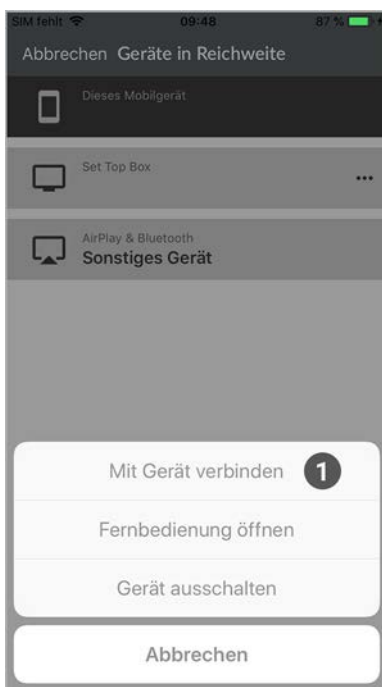 SIM fehlt 09:48 87 %
Abbrechen Geräte in Reichweite
Dieses Mobilgerät
Set Top Box
AirPlay & Bluetooth
Sonstiges Gerät
Mit Gerät verbinden 1
Fernbedienung öffnen
Gerät ausschalten
Abbrechen